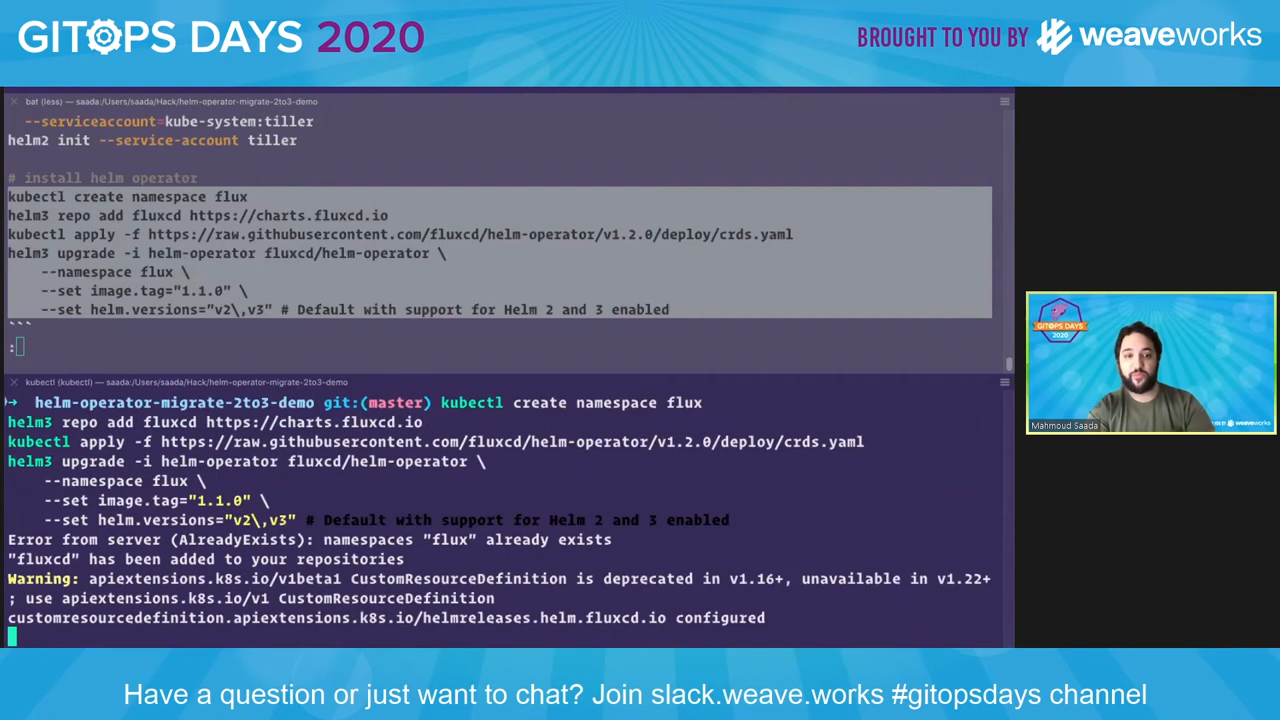 GITOPS DAYS 2020
BROUGHT TO YOU BY weaveworks
bat (less) — saada:/Users/saada/Hack/helm-operator-migrate-2to3-demo
--serviceaccount=kube-system:tiller
helm2 init --service-account tiller
# install helm operator
kubectl create namespace flux
helm3 repo add fluxcd https://charts.fluxcd.io
kubectl apply -f https://raw.githubusercontent.com/fluxcd/helm-operator/v1.2.0/deploy/crds.yaml
helm3 upgrade -i helm-operator fluxcd/helm-operator \
--namespace flux \
--set image.tag="1.1.0" \
--set helm.versions="v2\,v3" # Default with support for Helm 2 and 3 enabled
```
:
kubectl (kubectl) — saada:/Users/saada/Hack/helm-operator-migrate-2to3-demo
➜ helm-operator-migrate-2to3-demo git:(master) kubectl create namespace flux
helm3 repo add fluxcd https://charts.fluxcd.io
kubectl apply -f https://raw.githubusercontent.com/fluxcd/helm-operator/v1.2.0/deploy/crds.yaml
helm3 upgrade -i helm-operator fluxcd/helm-operator \
--namespace flux \
--set image.tag="1.1.0" \
--set helm.versions="v2\,v3" # Default with support for Helm 2 and 3 enabled
Error from server (AlreadyExists): namespaces "flux" already exists
"fluxcd" has been added to your repositories
Warning: apiextensions.k8s.io/v1beta1 CustomResourceDefinition is deprecated in v1.16+, unavailable in v1.22+
; use apiextensions.k8s.io/v1 CustomResourceDefinition
customresourcedefinition.apiextensions.k8s.io/helmreleases.helm.fluxcd.io configured
GITOPS DAYS
2020
Mahmoud Saada
weaveworks
Have a question or just want to chat? Join slack.weave.works #gitopsdays channel